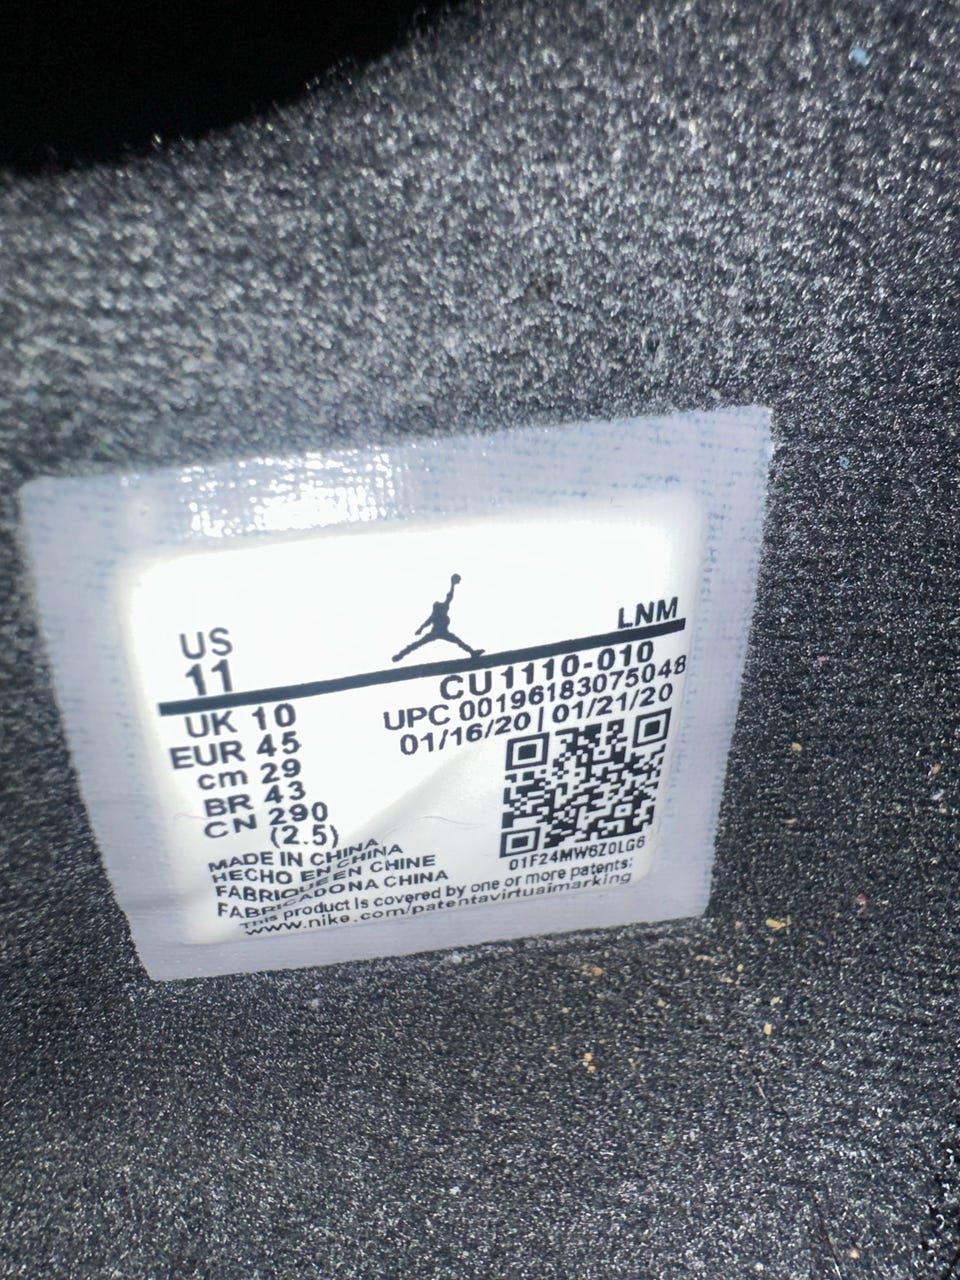 LNM
US
11
CU1110-010
UPC 00196183075048
01/16/20 | 01/21/20
UK 10
EUR 45
cm 29
BR 43
CN 290
(2.5)
01F24MW6Z0LG6
MADE IN CHINA
HECHO EN CHINA
FABRIQUE EN CHINE
FABRICADO NA CHINA
This product Is covered by one or more patents:
www.nike.com/patentavirtuaimarking